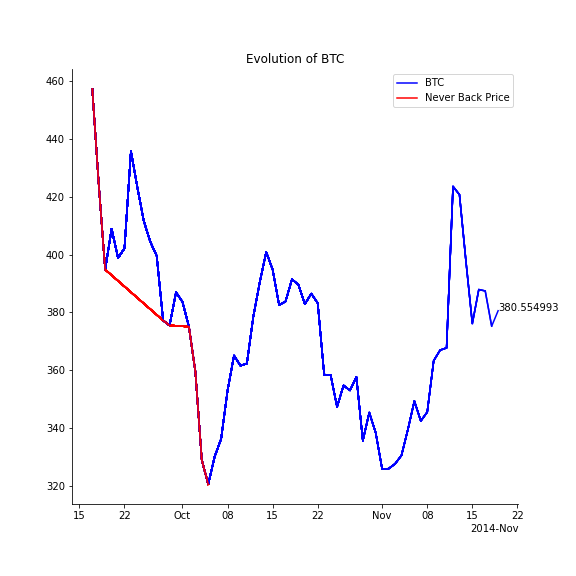 Evolution of BTC
BTC
Never Back Price
460
440
420
400
380
360
340
320
380.554993
15 22 Oct 08 15 22 Nov 08 15 22
2014-Nov